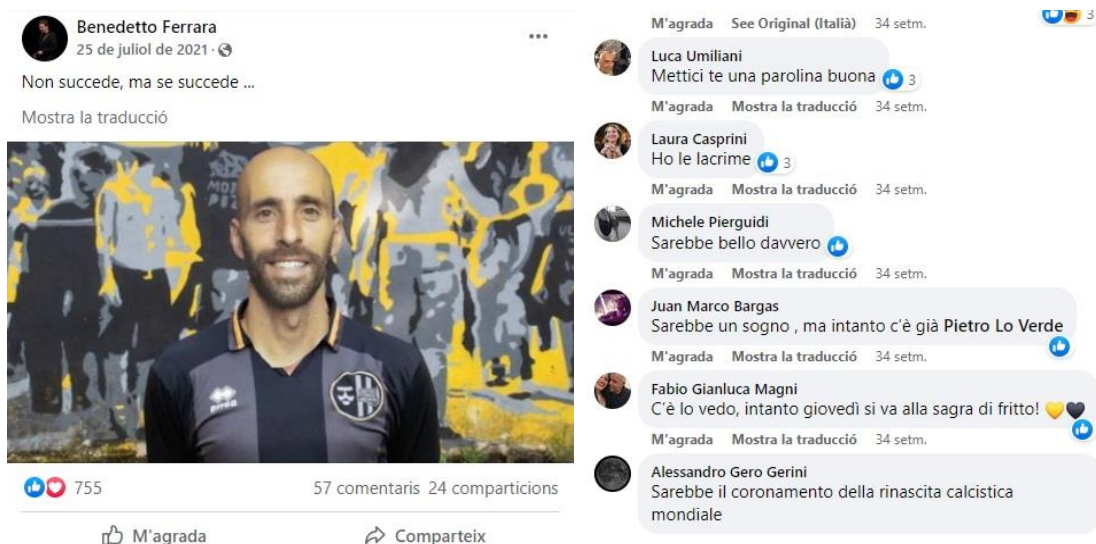 Benedetto Ferrara
25 de juliol de 2021 ·
Non succede, ma se succede ...
Mostra la traducció
errea
755
57 comentaris 24 comparticions
M'agrada
Comparteix
M'agrada See Original (Italià) 34 setm.
3
Luca Umiliani
Mettici te una parolina buona
3
M'agrada Mostra la traducció 34 setm.
Laura Casprini
Ho le lacrime
3
M'agrada Mostra la traducció 34 setm.
Michele Pierguidi
Sarebbe bello davvero
M'agrada Mostra la traducció 34 setm.
Juan Marco Bargas
Sarebbe un sogno , ma intanto c'è già Pietro Lo Verde
M'agrada Mostra la traducció 34 setm.
Fabio Gianluca Magni
C'è lo vedo, intanto giovedì si va alla sagra di fritto! 💛🖤
M'agrada Mostra la traducció 34 setm.
Alessandro Gero Gerini
Sarebbe il coronamento della rinascita calcistica
mondiale